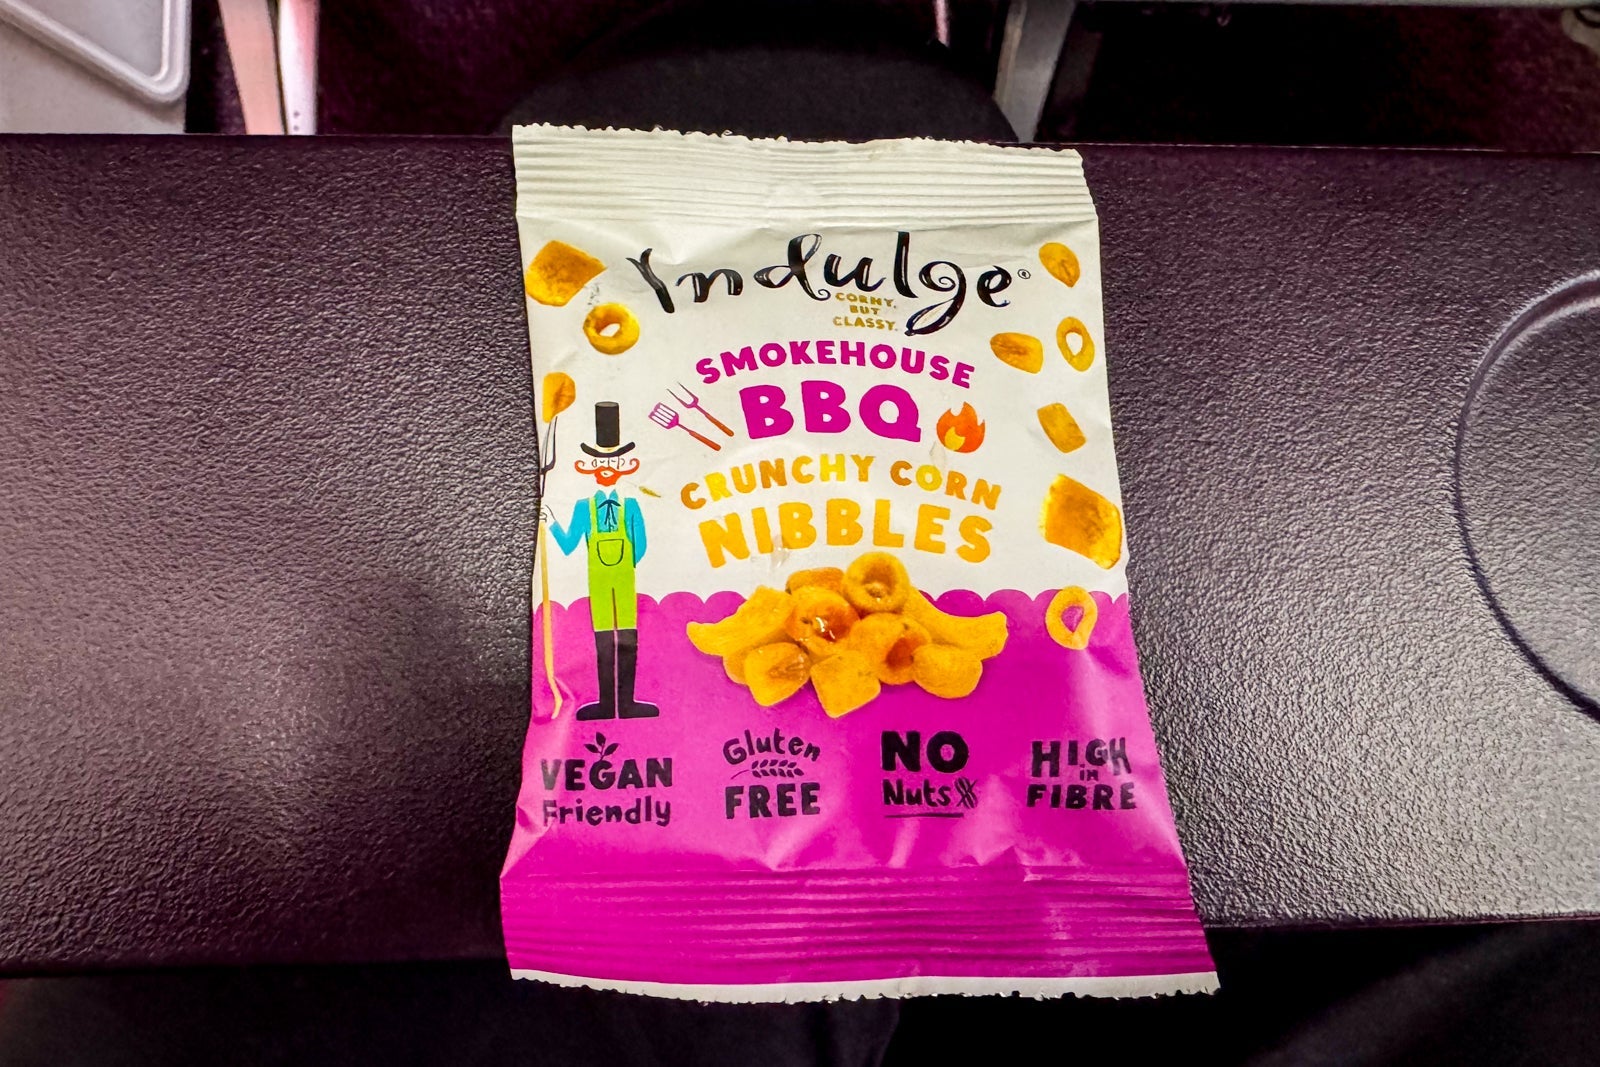 Indulge®
CORNY,
BUT
CLASSY.
SMOKEHOUSE
BBQ
CRUNCHY CORN
NIBBLES
VEGAN
Friendly
Gluten
FREE
NO
Nuts
HIGH
IN
FIBRE